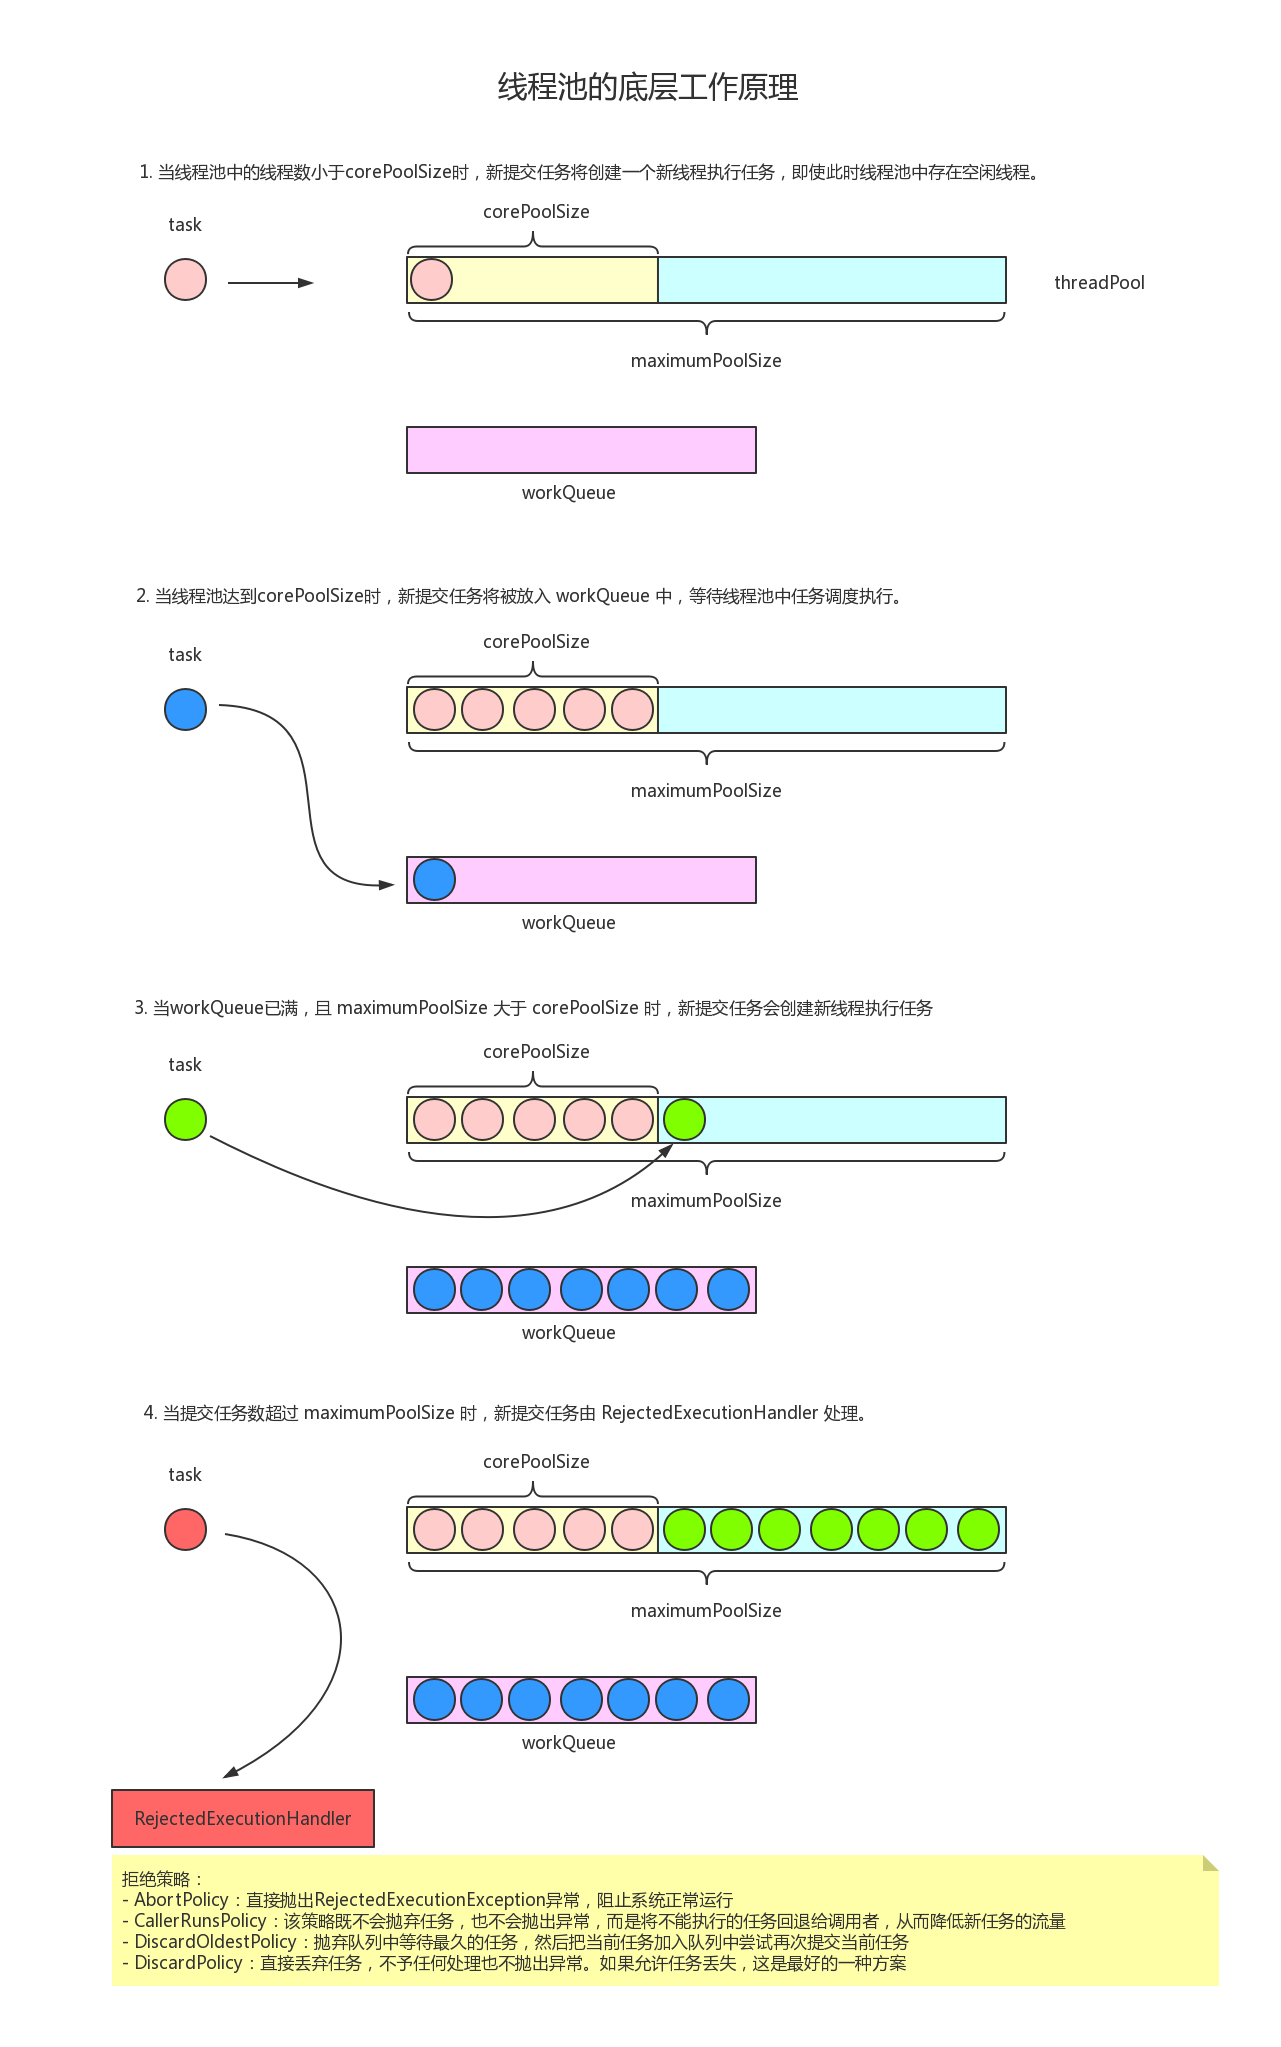 线程池的底层工作原理
1. 当线程池中的线程数小于corePoolSize时，新提交任务将创建一个新线程执行任务，即使此时线程池中存在空闲线程。
corePoolSize
task
threadPool
maximumPoolSize
workQueue
2. 当线程池达到corePoolSize时，新提交任务将被放入 workQueue 中，等待线程池中任务调度执行。
corePoolSize
task
maximumPoolSize
workQueue
3. 当workQueue已满，且 maximumPoolSize 大于 corePoolSize 时，新提交任务会创建新线程执行任务
corePoolSize
task
maximumPoolSize
workQueue
4. 当提交任务数超过 maximumPoolSize 时，新提交任务由 RejectedExecutionHandler 处理。
corePoolSize
task
maximumPoolSize
workQueue
RejectedExecutionHandler
拒绝策略：
- AbortPolicy：直接抛出RejectedExecutionException异常，阻止系统正常运行
- CallerRunsPolicy：该策略既不会抛弃任务，也不会抛出异常，而是将不能执行的任务回退给调用者，从而降低新任务的流量
- DiscardOldestPolicy：抛弃队列中等待最久的任务，然后把当前任务加入队列中尝试再次提交当前任务
- DiscardPolicy：直接丢弃任务，不予任何处理也不抛出异常。如果允许任务丢失，这是最好的一种方案